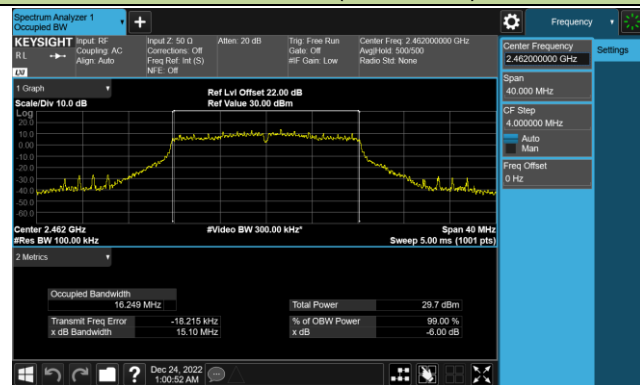 Spectrum Analyzer 1
Occupied BW
Frequency
KEYSIGHT
Input: RF
Input Z: 50 Ω
Atten: 20 dB
Trig: Free Run
Center Freq: 2.462000000 GHz
RL
Coupling: AC
Corrections: Off
Gate: Off
Avg|Hold: 500/500
Align: Auto
Freq Ref: Int (S)
#IF Gain: Low
Radio Std: None
LXI
NFE: Off
Center Frequency
2.462000000 GHz
Settings
Span
40.000 MHz
CF Step
4.000000 MHz
Auto
Man
Freq Offset
0 Hz
1 Graph
Ref Lvl Offset 22.00 dB
Scale/Div 10.0 dB
Ref Value 30.00 dBm
Log
20.0
10.0
0.00
-10.0
-20.0
-30.0
-40.0
-50.0
-60.0
Center 2.462 GHz
#Video BW 300.00 kHz*
Span 40 MHz
#Res BW 100.00 kHz
Sweep 5.00 ms (1001 pts)
2 Metrics
Occupied Bandwidth
16.249 MHz
Total Power
29.7 dBm
Transmit Freq Error
-18.215 kHz
% of OBW Power
99.00 %
x dB Bandwidth
15.10 MHz
x dB
-6.00 dB
?
Dec 24, 2022
1:00:52 AM